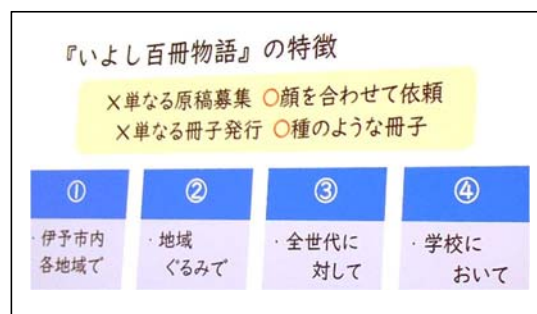 『いよし百冊物語』の特徴
×単なる原稿募集 ○顔を合わせて依頼
×単なる冊子発行 ○種のような冊子
①
・伊予市内
各地域で
②
・地域
ぐるみで
③
・全世代に
対して
④
・学校に
おいて